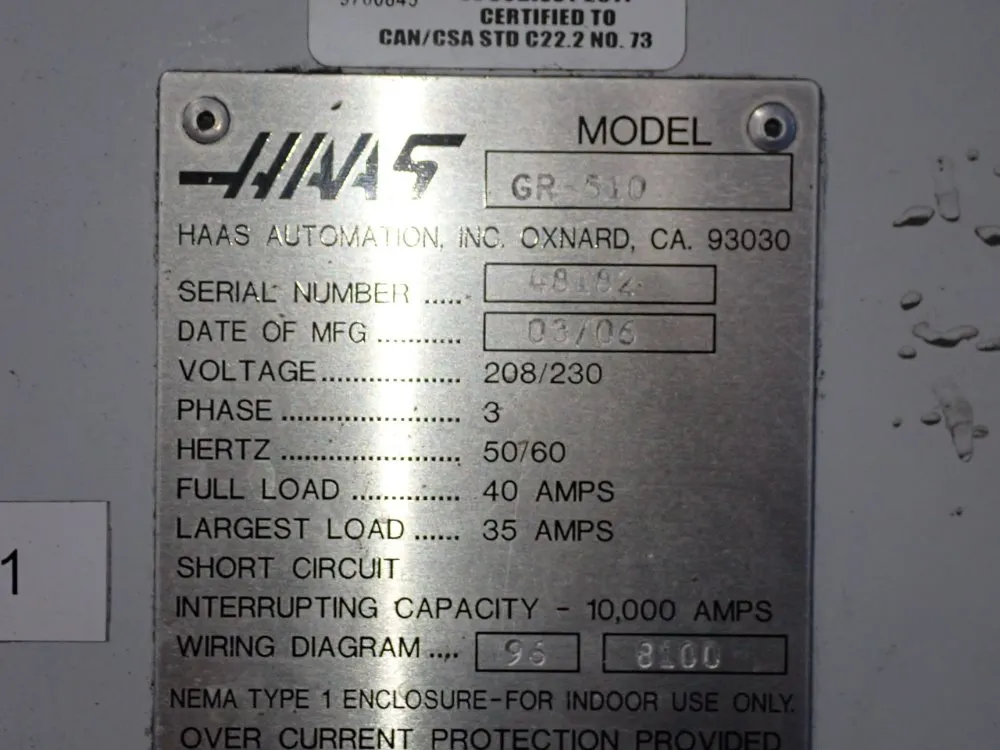 CERTIFIED TO
CAN/CSA STD C22.2 NO. 73
HAAS
MODEL
GR-510
HAAS AUTOMATION, INC. OXNARD, CA. 93030
SERIAL NUMBER ..... 48182
DATE OF MFG ........... 03/06
VOLTAGE.................. 208/230
PHASE ....................... 3
HERTZ ....................... 50/60
FULL LOAD .............. 40 AMPS
LARGEST LOAD ...... 35 AMPS
SHORT CIRCUIT
INTERRUPTING CAPACITY - 10,000 AMPS
WIRING DIAGRAM .... 96 8100
NEMA TYPE 1 ENCLOSURE-FOR INDOOR USE ONLY.
OVER CURRENT PROTECTION PROVIDED
1